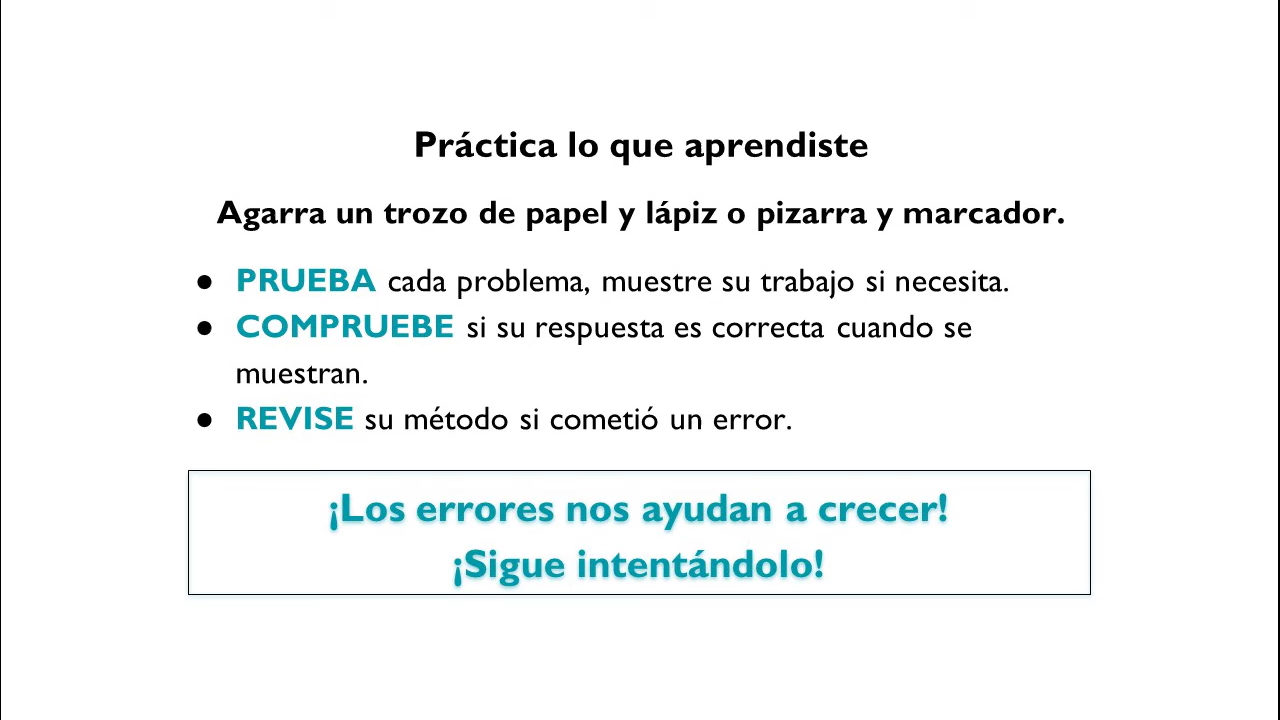 Práctica lo que aprendiste
Agarra un trozo de papel y lápiz o pizarra y marcador.
● PRUEBA cada problema, muestre su trabajo si necesita.
● COMPRUEBE si su respuesta es correcta cuando se
muestran.
● REVISE su método si cometió un error.
¡Los errores nos ayudan a crecer!
¡Sigue intentándolo!